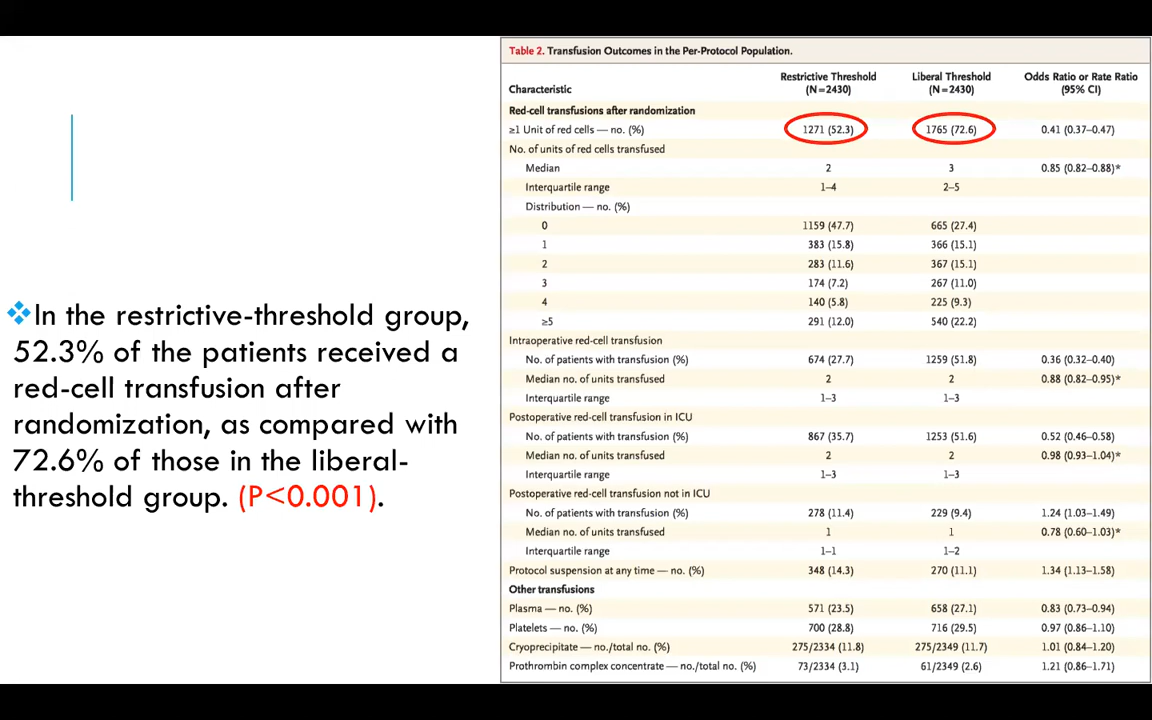 In the restrictive-threshold group,
52.3% of the patients received a
red-cell transfusion after
randomization, as compared with
72.6% of those in the liberal-
threshold group. (P<0.001).
Table 2. Transfusion Outcomes in the Per-Protocol Population.
Characteristic Restrictive Threshold (N=2430) Liberal Threshold (N=2430) Odds Ratio or Rate Ratio (95% CI)
Red-cell transfusions after randomization
≥1 Unit of red cells — no. (%) 1271 (52.3) 1765 (72.6) 0.41 (0.37–0.47)
No. of units of red cells transfused
Median 2 3 0.85 (0.82–0.88)*
Interquartile range 1–4 2–5
Distribution — no. (%)
0 1159 (47.7) 665 (27.4)
1 383 (15.8) 366 (15.1)
2 283 (11.6) 367 (15.1)
3 174 (7.2) 267 (11.0)
4 140 (5.8) 225 (9.3)
≥5 291 (12.0) 540 (22.2)
Intraoperative red-cell transfusion
No. of patients with transfusion (%) 674 (27.7) 1259 (51.8) 0.36 (0.32–0.40)
Median no. of units transfused 2 2 0.88 (0.82–0.95)*
Interquartile range 1–3 1–3
Postoperative red-cell transfusion in ICU
No. of patients with transfusion (%) 867 (35.7) 1253 (51.6) 0.52 (0.46–0.58)
Median no. of units transfused 2 2 0.98 (0.93–1.04)*
Interquartile range 1–3 1–3
Postoperative red-cell transfusion not in ICU
No. of patients with transfusion (%) 278 (11.4) 229 (9.4) 1.24 (1.03–1.49)
Median no. of units transfused 1 1 0.78 (0.60–1.03)*
Interquartile range 1–1 1–2
Protocol suspension at any time — no. (%) 348 (14.3) 270 (11.1) 1.34 (1.13–1.58)
Other transfusions
Plasma — no. (%) 571 (23.5) 658 (27.1) 0.83 (0.73–0.94)
Platelets — no. (%) 700 (28.8) 716 (29.5) 0.97 (0.86–1.10)
Cryoprecipitate — no./total no. (%) 275/2334 (11.8) 275/2349 (11.7) 1.01 (0.84–1.20)
Prothrombin complex concentrate — no./total no. (%) 73/2334 (3.1) 61/2349 (2.6) 1.21 (0.86–1.71)